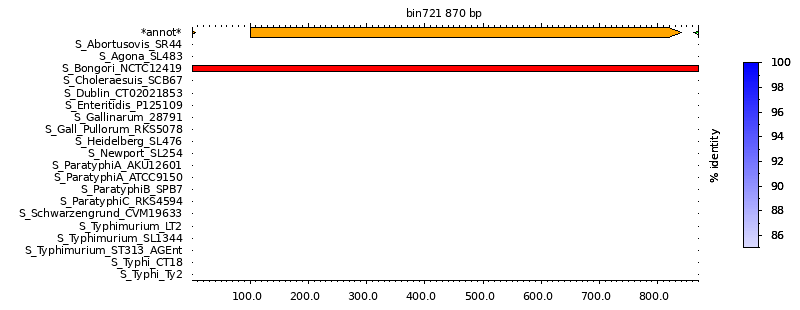 bin721 870 bp
*annot*
S_Abortusovis_SR44
S_Agona_SL483
S_Bongori_NCTC12419
S_Choleraesuis_SCB67
S_Dublin_CT02021853
S_Enteritidis_P125109
S_Gallinarum_28791
S_Gall_Pullorum_RKS5078
S_Heidelberg_SL476
S_Newport_SL254
S_ParatyphiA_AKU12601
S_ParatyphiA_ATCC9150
S_ParatyphiB_SPB7
S_ParatyphiC_RKS4594
S_Schwarzengrund_CVM19633
S_Typhimurium_LT2
S_Typhimurium_SL1344
S_Typhimurium_ST313_AGEnt
S_Typhi_CT18
S_Typhi_Ty2
100.0 200.0 300.0 400.0 500.0 600.0 700.0 800.0
% identity
100
98
96
94
92
90
88
86